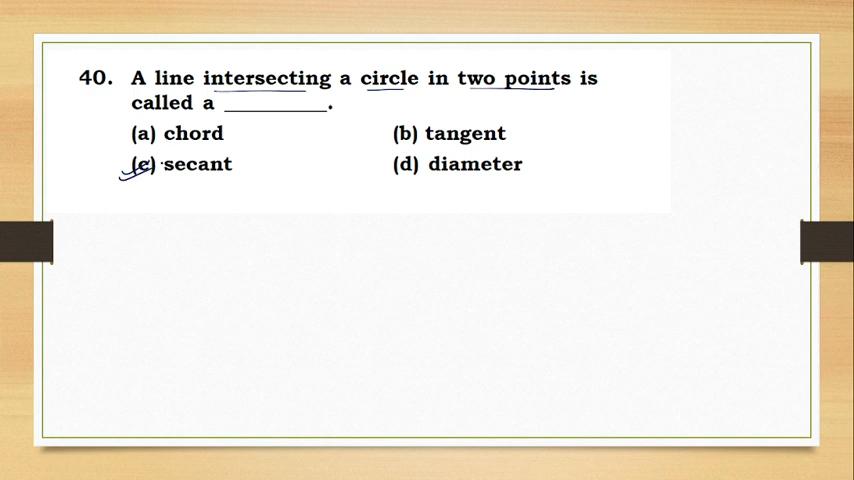 40. A line intersecting a circle in two points is
called a __________.
(a) chord (b) tangent
(c) secant (d) diameter